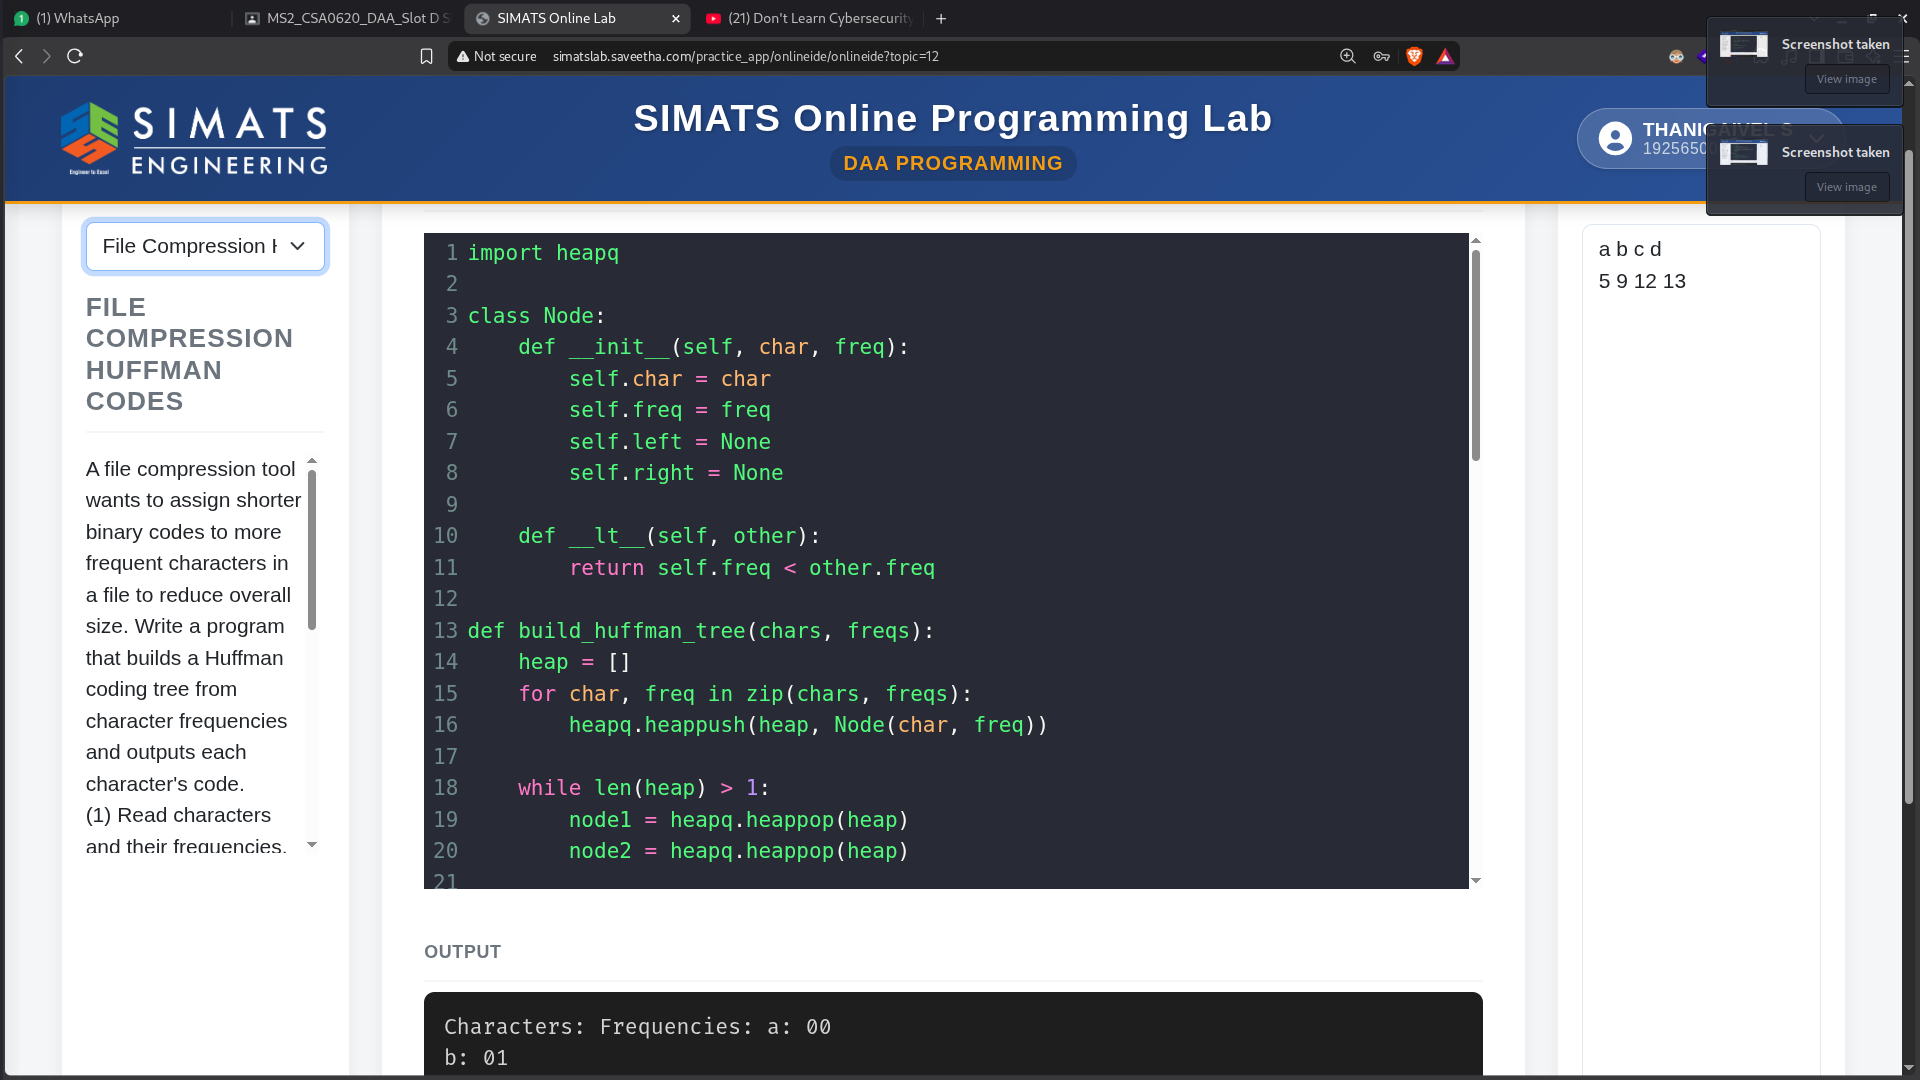 (1) WhatsApp
MS2_CSA0620_DAA_Slot D S
SIMATS Online Lab
(21) Don't Learn Cybersecurity
Not secure simatslab.saveetha.com/practice_app/onlineide/onlineide?topic=12
Screenshot taken
View image
Screenshot taken
View image
SIMATS
ENGINEERING
Engineer to Excel
SIMATS Online Programming Lab
DAA PROGRAMMING
THANIGAIVEL S
1925650
File Compression H
FILE
COMPRESSION
HUFFMAN
CODES
A file compression tool
wants to assign shorter
binary codes to more
frequent characters in
a file to reduce overall
size. Write a program
that builds a Huffman
coding tree from
character frequencies
and outputs each
character's code.
(1) Read characters
and their frequencies.
1 import heapq
2
3 class Node:
4     def __init__(self, char, freq):
5         self.char = char
6         self.freq = freq
7         self.left = None
8         self.right = None
9
10     def __lt__(self, other):
11         return self.freq < other.freq
12
13 def build_huffman_tree(chars, freqs):
14     heap = []
15     for char, freq in zip(chars, freqs):
16         heapq.heappush(heap, Node(char, freq))
17
18     while len(heap) > 1:
19         node1 = heapq.heappop(heap)
20         node2 = heapq.heappop(heap)
21
OUTPUT
Characters: Frequencies: a: 00
b: 01
a b c d
5 9 12 13